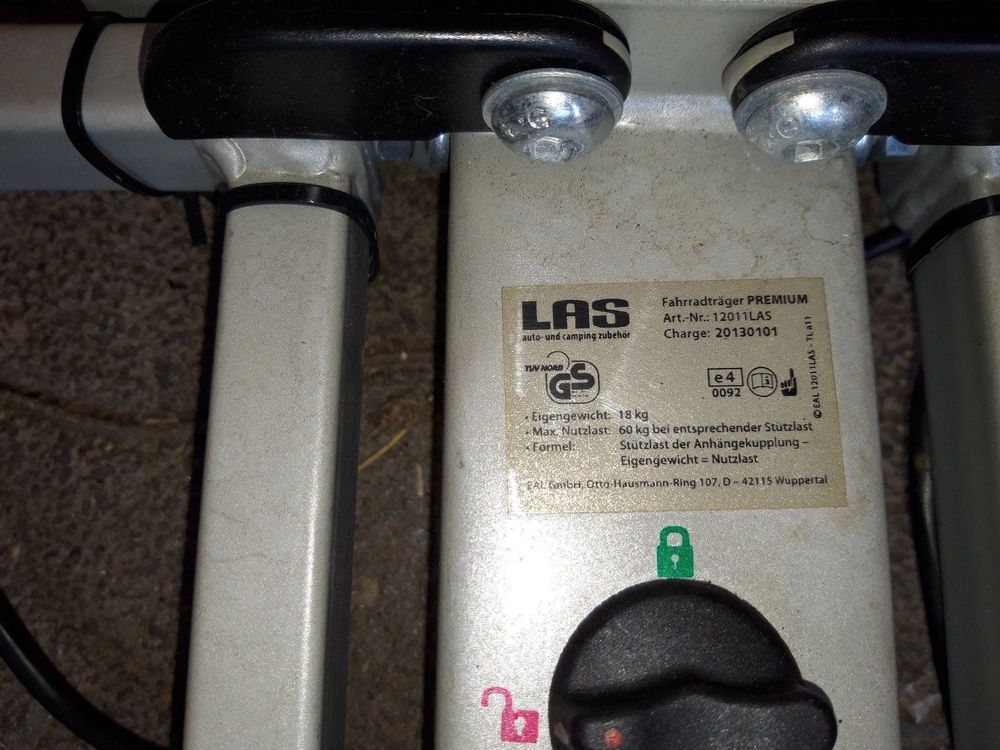 LAS
auto- und camping zubehör
Fahrradträger PREMIUM
Art.-Nr.: 12011LAS
Charge: 20130101
TÜV NORD
GS
e4
0092
© EAL 12011LAS - TL a11
• Eigengewicht: 18 kg
• Max. Nutzlast: 60 kg bei entsprechender Stützlast
• Formel: Stützlast der Anhängekupplung –
Eigengewicht = Nutzlast
EAL GmbH, Otto-Hausmann-Ring 107, D – 42115 Wuppertal